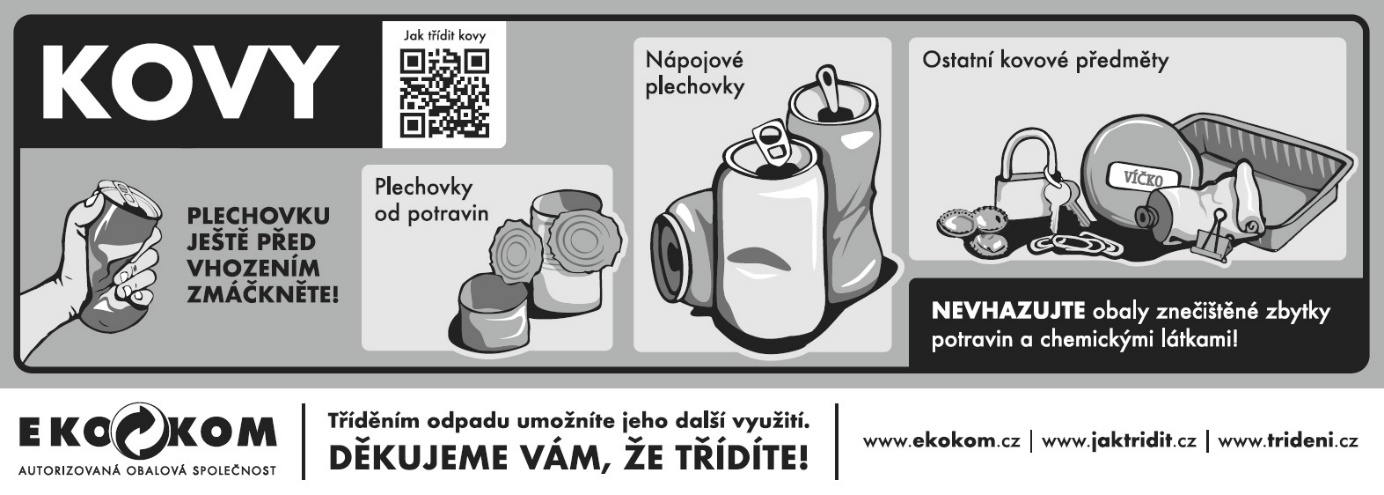 KOVY
Jak třídit kovy
PLECHOVKU
JEŠTĚ PŘED
VHOZENÍM
ZMÁČKNĚTE!
Plechovky
od potravin
Nápojové
plechovky
Ostatní kovové předměty
VÍČKO
NEVHAZUJTE obaly znečištěné zbytky
potravin a chemickými látkami!
EKO KOM
AUTORIZOVANÁ OBALOVÁ SPOLEČNOST
Tříděním odpadu umožníte jeho další využití.
DĚKUJEME VÁM, ŽE TŘÍDÍTE!
www.ekokom.cz | www.jaktridit.cz | www.trideni.cz